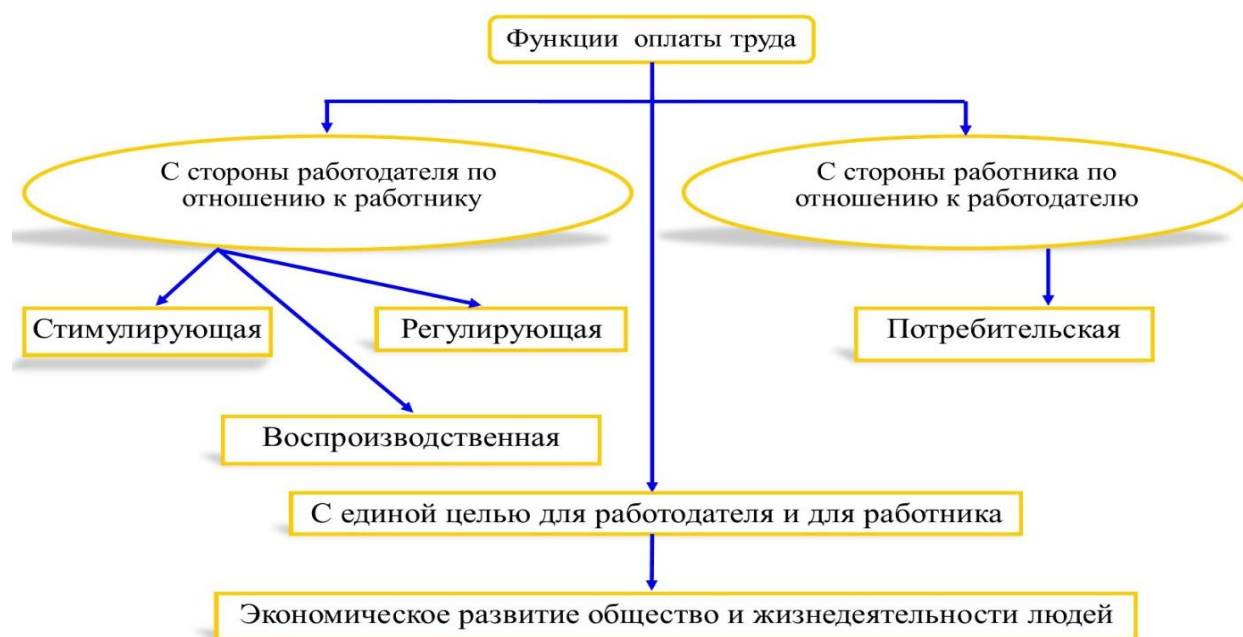 Функции оплаты труда
С стороны работодателя по
отношению к работнику
С стороны работника по
отношению к работодателю
Стимулирующая
Регулирующая
Потребительская
Воспроизводственная
С единой целью для работодателя и для работника
Экономическое развитие общество и жизнедеятельности людей